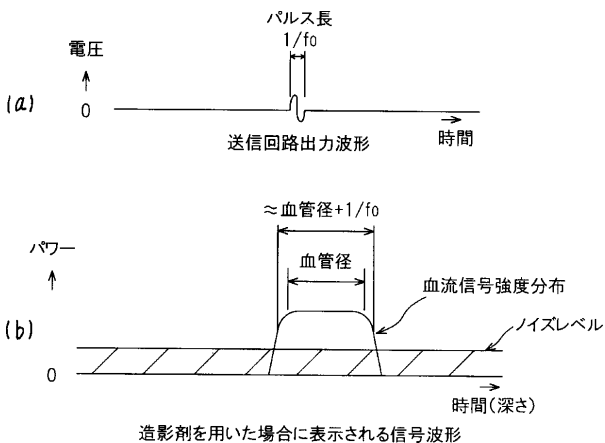 パルス長
1/f0
電圧
(a)
0
時間
送信回路出力波形
≈血管径+1/f0
パワー
血管径
血流信号強度分布
(b)
ノイズレベル
0
時間(深さ)
造影剤を用いた場合に表示される信号波形